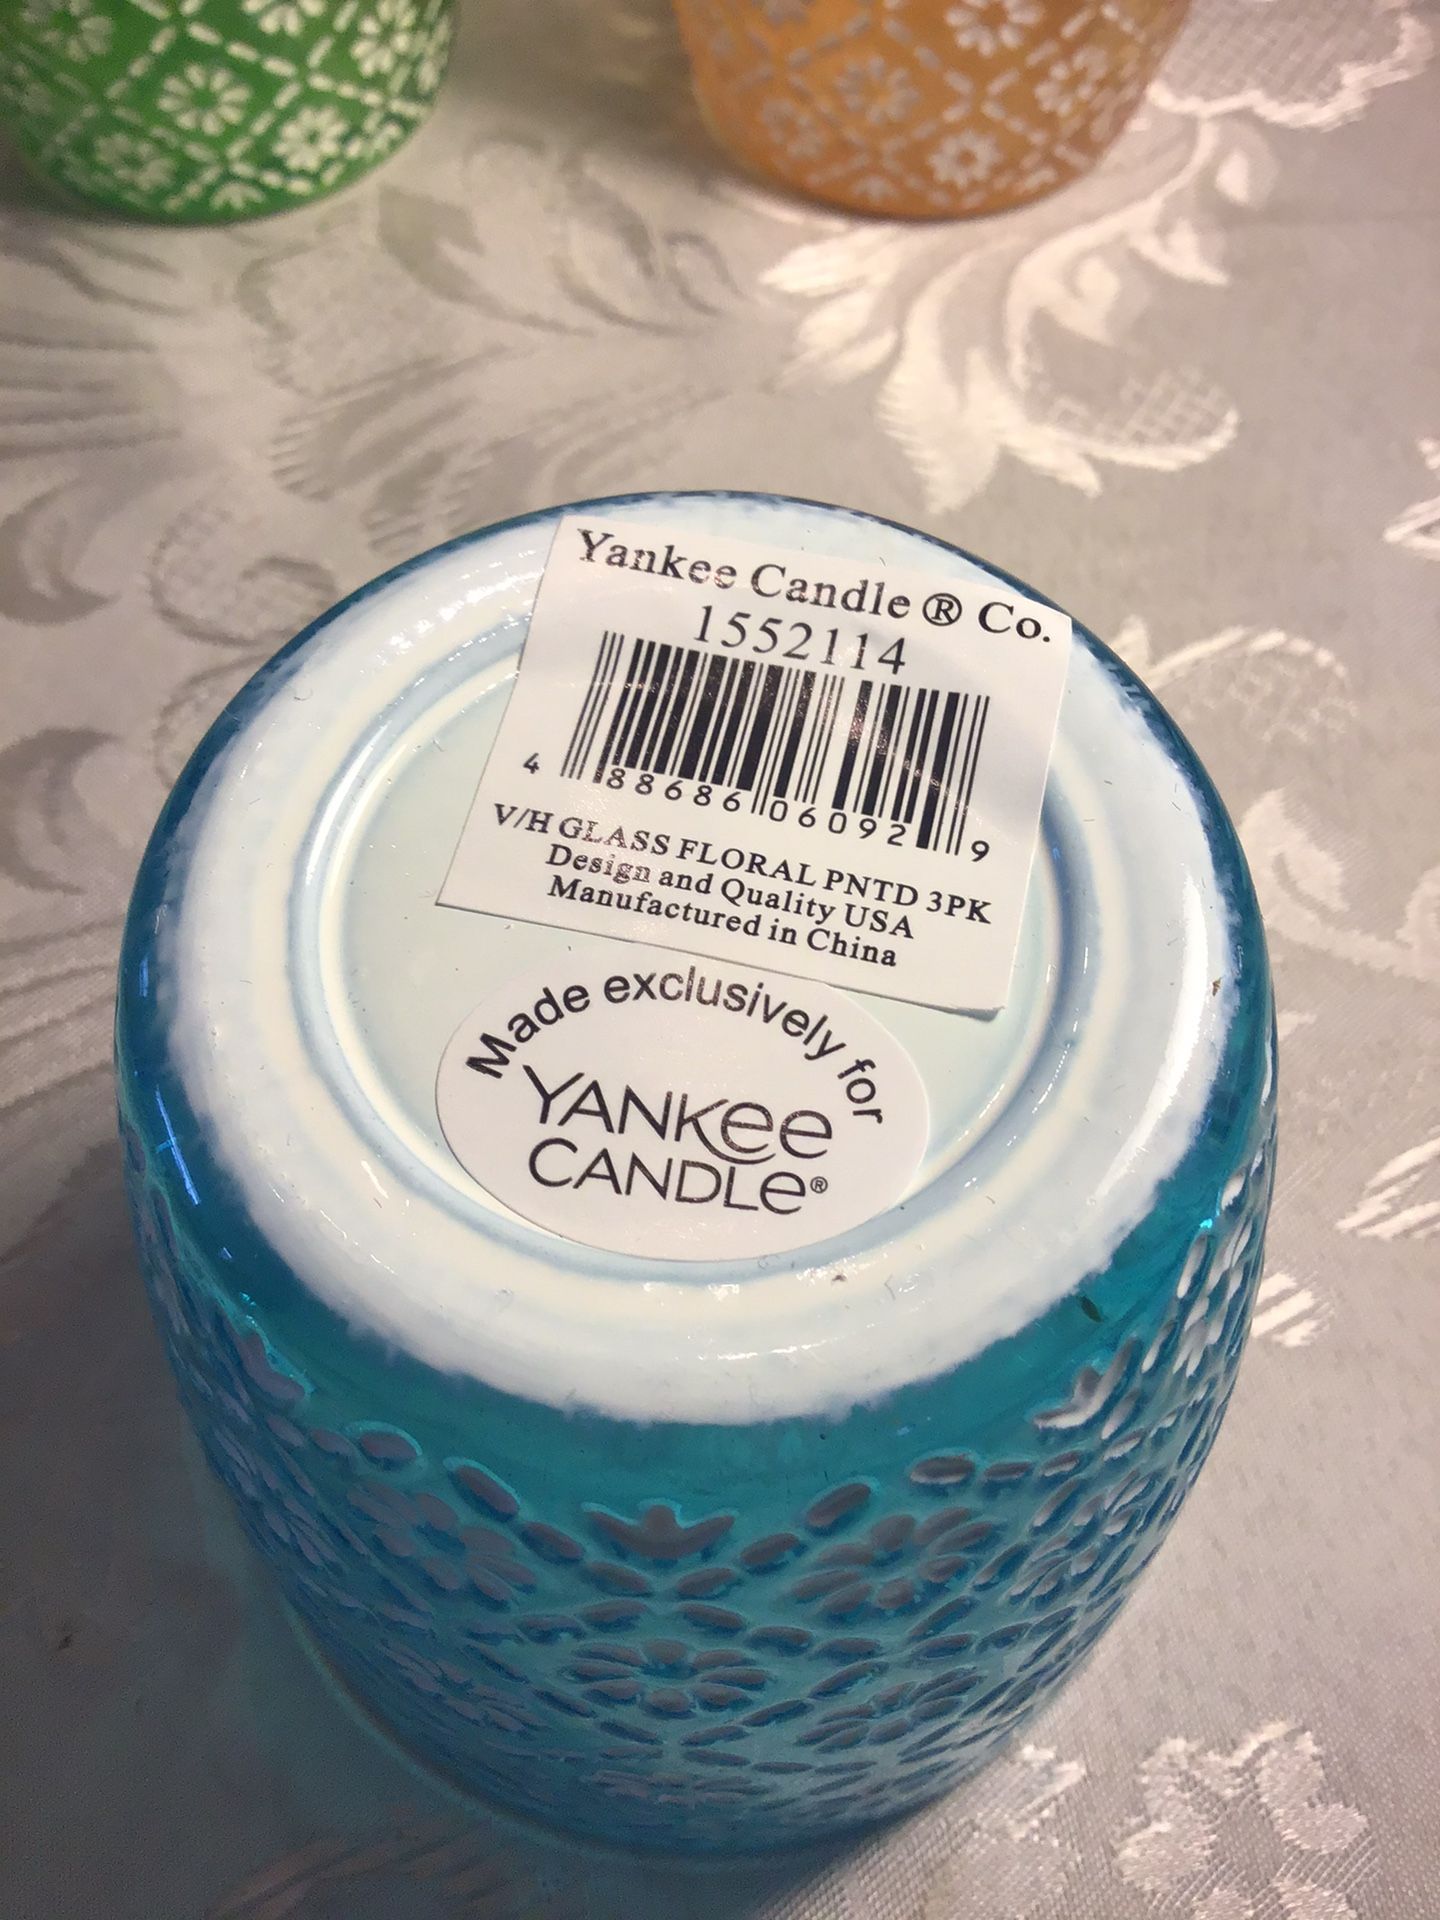 Yankee Candle ® Co.
1552114
4 88686 06092 9
V/H GLASS FLORAL PNTD 3PK
Design and Quality USA
Manufactured in China
Made exclusively for
YANKEE
CANDLE®